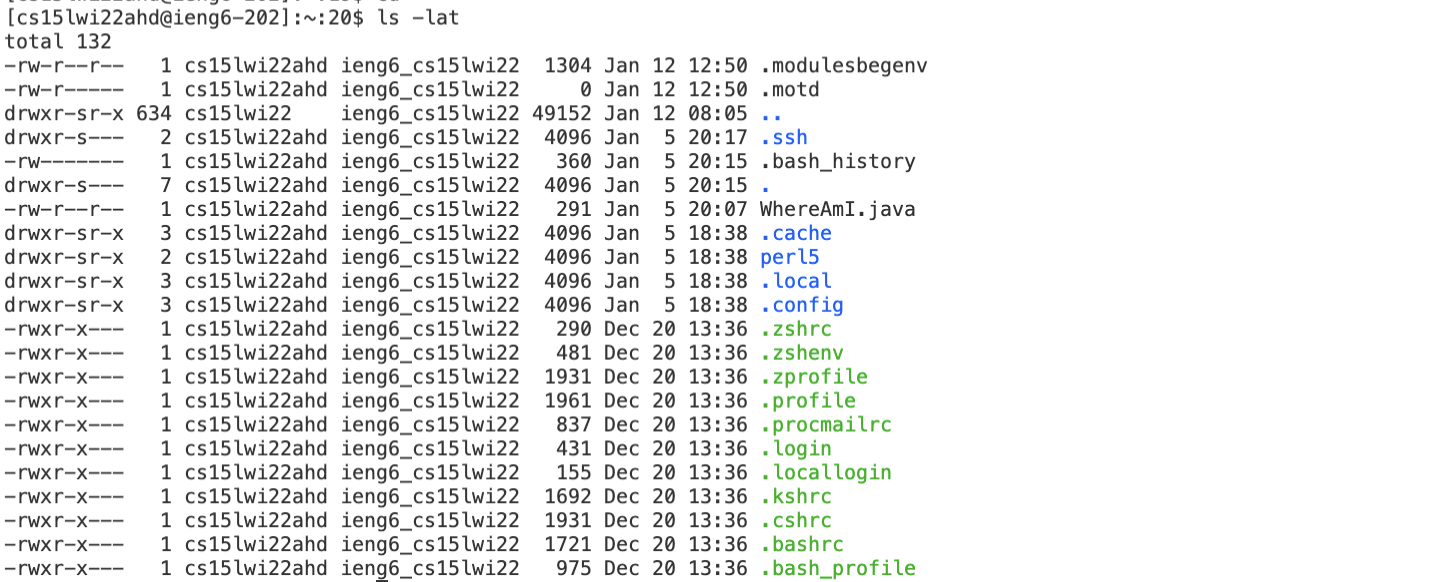 [cs15lwi22ahd@ieng6-202]:~:20$ ls -lat
total 132
-rw-r--r--   1 cs15lwi22ahd ieng6_cs15lwi22  1304 Jan 12 12:50 .modulesbegenv
-rw-r-----   1 cs15lwi22ahd ieng6_cs15lwi22     0 Jan 12 12:50 .motd
drwxr-sr-x 634 cs15lwi22    ieng6_cs15lwi22 49152 Jan 12 08:05 ..
drwxr-s---   2 cs15lwi22ahd ieng6_cs15lwi22  4096 Jan  5 20:17 .ssh
-rw-------   1 cs15lwi22ahd ieng6_cs15lwi22   360 Jan  5 20:15 .bash_history
drwxr-s---   7 cs15lwi22ahd ieng6_cs15lwi22  4096 Jan  5 20:15 .
-rw-r--r--   1 cs15lwi22ahd ieng6_cs15lwi22   291 Jan  5 20:07 WhereAmI.java
drwxr-sr-x   3 cs15lwi22ahd ieng6_cs15lwi22  4096 Jan  5 18:38 .cache
drwxr-sr-x   2 cs15lwi22ahd ieng6_cs15lwi22  4096 Jan  5 18:38 perl5
drwxr-sr-x   3 cs15lwi22ahd ieng6_cs15lwi22  4096 Jan  5 18:38 .local
drwxr-sr-x   3 cs15lwi22ahd ieng6_cs15lwi22  4096 Jan  5 18:38 .config
-rwxr-x---   1 cs15lwi22ahd ieng6_cs15lwi22   290 Dec 20 13:36 .zshrc
-rwxr-x---   1 cs15lwi22ahd ieng6_cs15lwi22   481 Dec 20 13:36 .zshenv
-rwxr-x---   1 cs15lwi22ahd ieng6_cs15lwi22  1931 Dec 20 13:36 .zprofile
-rwxr-x---   1 cs15lwi22ahd ieng6_cs15lwi22  1961 Dec 20 13:36 .profile
-rwxr-x---   1 cs15lwi22ahd ieng6_cs15lwi22   837 Dec 20 13:36 .procmailrc
-rwxr-x---   1 cs15lwi22ahd ieng6_cs15lwi22   431 Dec 20 13:36 .login
-rwxr-x---   1 cs15lwi22ahd ieng6_cs15lwi22   155 Dec 20 13:36 .locallogin
-rwxr-x---   1 cs15lwi22ahd ieng6_cs15lwi22  1692 Dec 20 13:36 .kshrc
-rwxr-x---   1 cs15lwi22ahd ieng6_cs15lwi22  1931 Dec 20 13:36 .cshrc
-rwxr-x---   1 cs15lwi22ahd ieng6_cs15lwi22  1721 Dec 20 13:36 .bashrc
-rwxr-x---   1 cs15lwi22ahd ieng6_cs15lwi22   975 Dec 20 13:36 .bash_profile